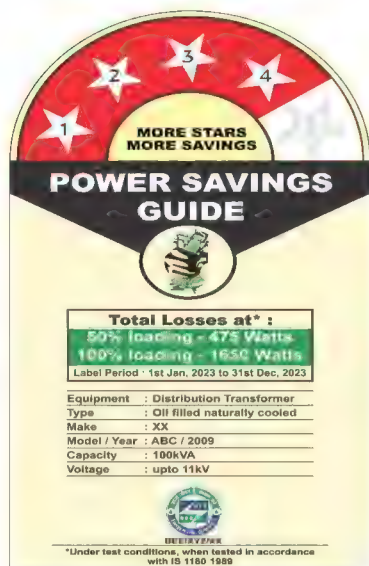 1
2
3
4
MORE STARS
MORE SAVINGS
POWER SAVINGS
GUIDE
Total Losses at* :
50% loading - 475 Watts
100% loading - 1650 Watts
Label Period : 1st Jan, 2023 to 31st Dec, 2023
Equipment : Distribution Transformer
Type : Oil filled naturally cooled
Make : XX
Model / Year : ABC / 2009
Capacity : 100kVA
Voltage : upto 11kV
*Under test conditions, when tested in accordance
with IS 1180 1989